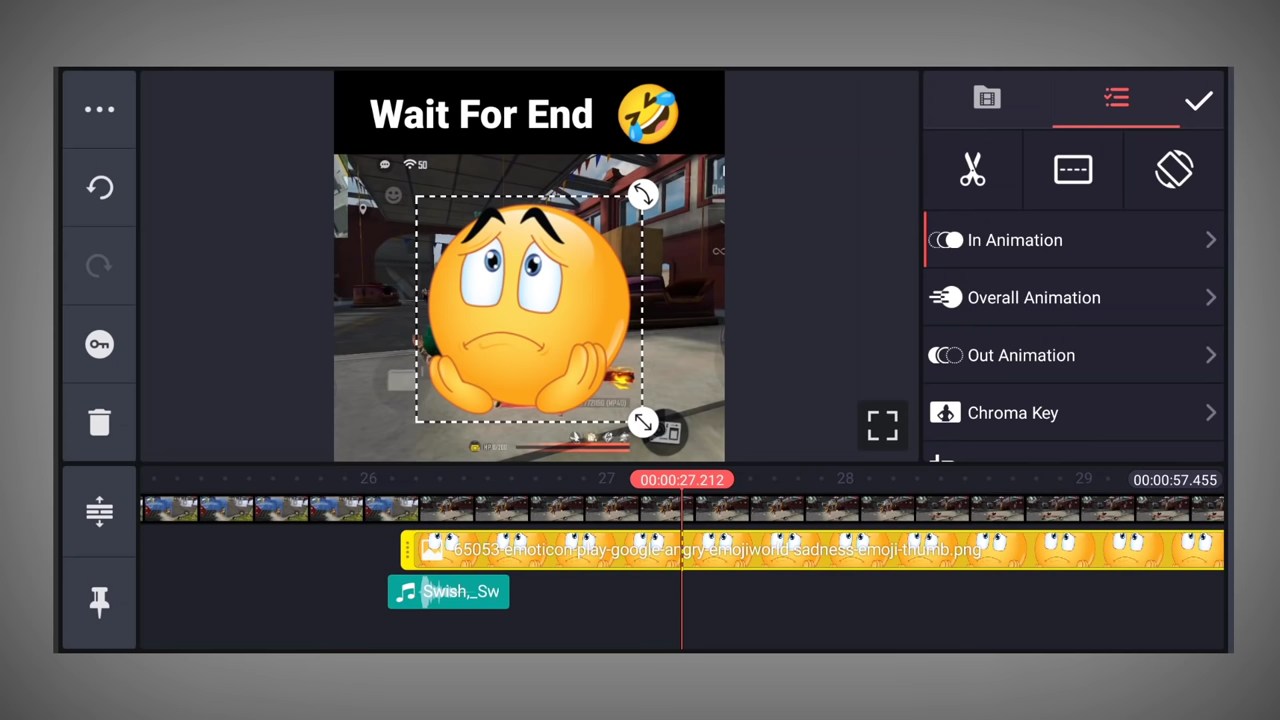 Wait For End
50
In Animation
Overall Animation
Out Animation
Chroma Key
26
27
00:00:27.212
28
29
00:00:57.455
65053-emoticon-play-google-angry-emojiworld-sadness-emoji-thumb.png
Swish,_Sw